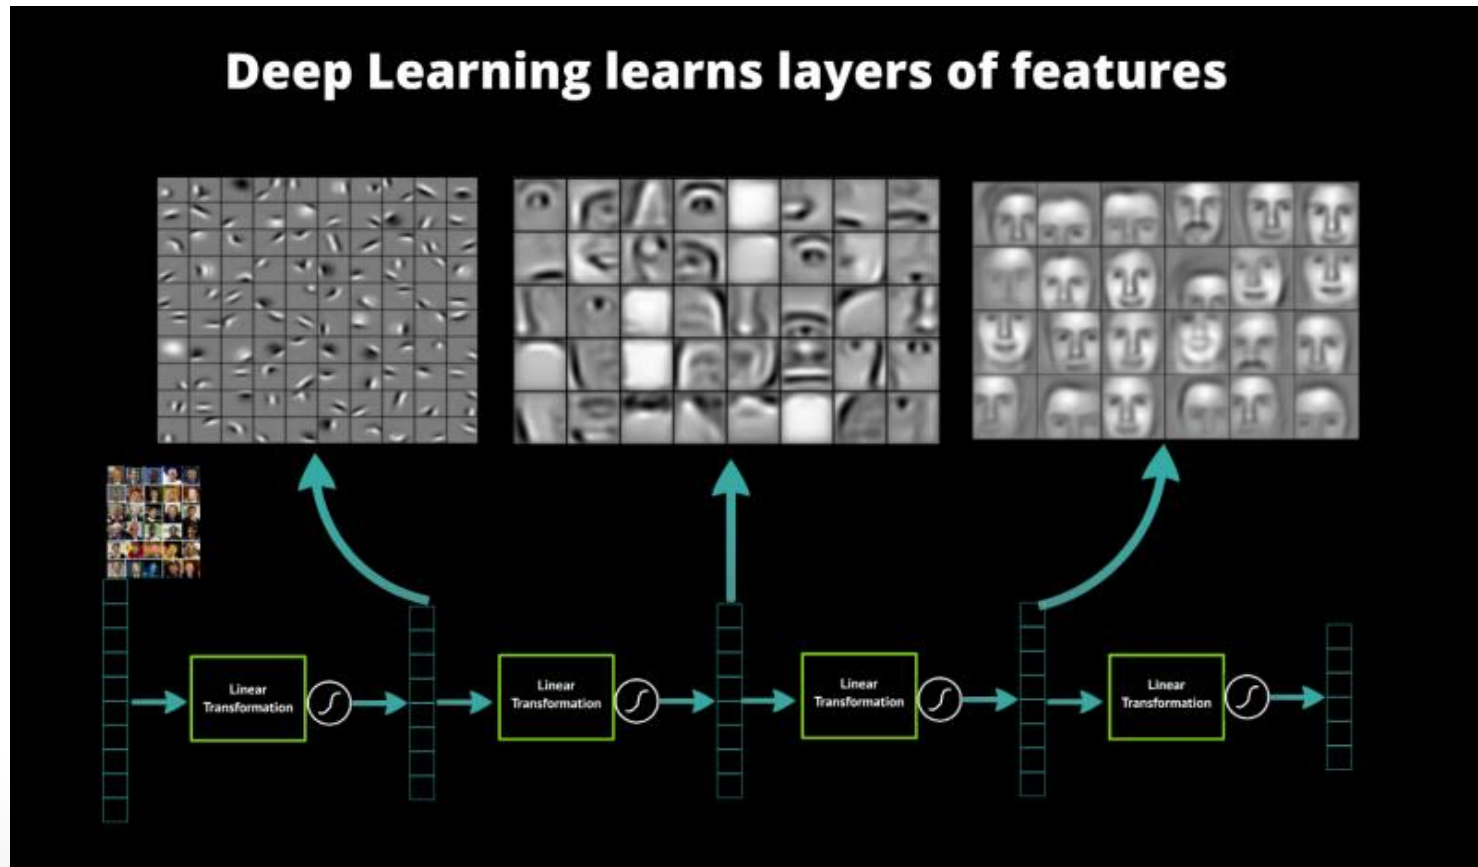 Deep Learning learns layers of features
Linear
Transformation
Linear
Transformation
Linear
Transformation
Linear
Transformation